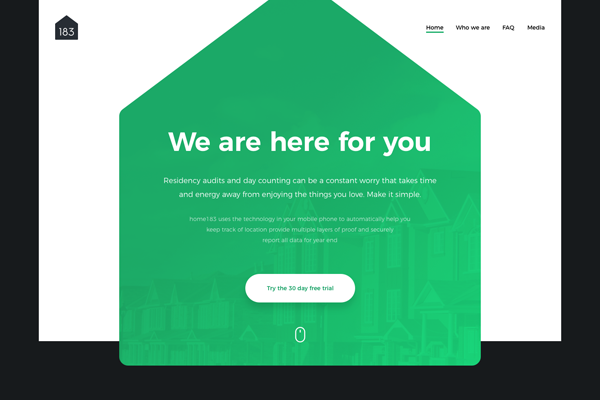 183
Home Who we are FAQ Media
We are here for you
Residency audits and day counting can be a constant worry that takes time
and energy away from enjoying the things you love. Make it simple.
home183 uses the technology in your mobile phone to automatically help you
keep track of location provide multiple layers of proof and securely
report all data for year end
Try the 30 day free trial